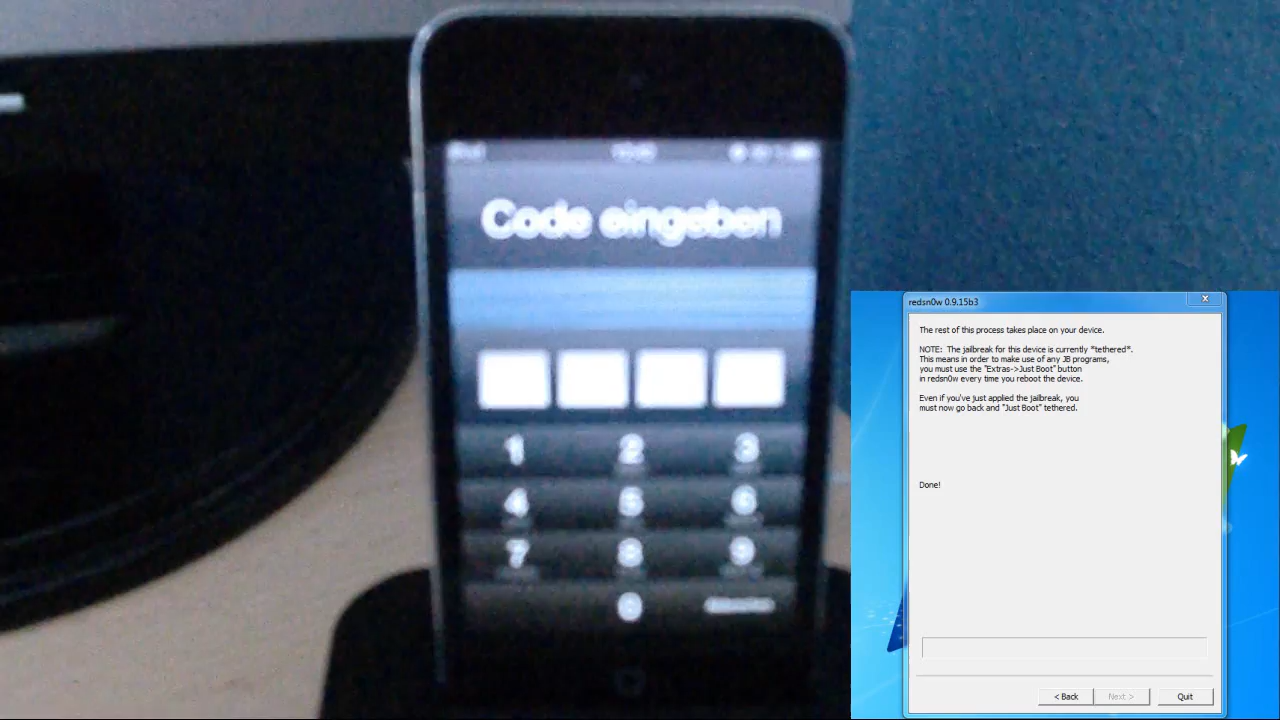 Code eingeben
1 2 3
4 5 6
7 8 9
0
redsn0w 0.9.15b3
The rest of this process takes place on your device.
NOTE: The jailbreak for this device is currently *tethered*.
This means in order to make use of any JB programs,
you must use the "Extras->Just Boot" button
in redsn0w every time you reboot the device.
Even if you've just applied the jailbreak, you
must now go back and "Just Boot" tethered.
Done!
< Back
Next >
Quit